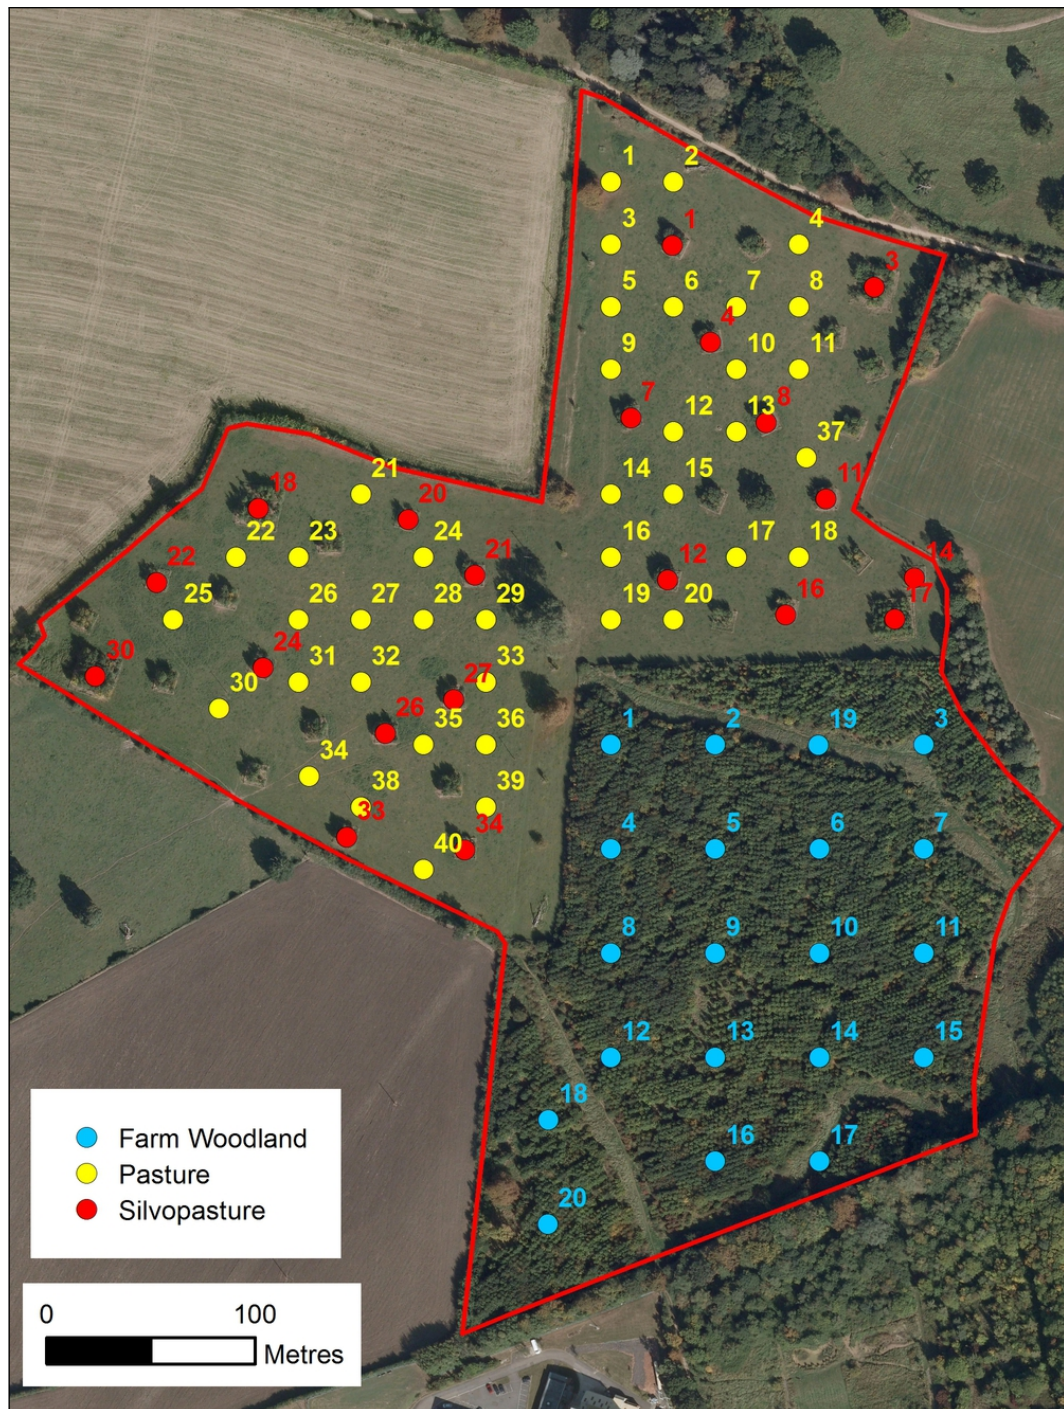 1 2
3 1 4
3
5 6 7 8
4
9 10 11
7 12 13 8
37
21 14 15 11
18 20
22 23 24 16 17 18
22 21 12 14
25 26 27 28 29 19 20 16 17
30 24 31 32 33
30 27
26 35 36 1 2 19 3
34
38 39
33 40 34 4 5 6 7
8 9 10 11
12 13 14 15
18
16 17
20
Farm Woodland
Pasture
Silvopasture
0 100
Metres